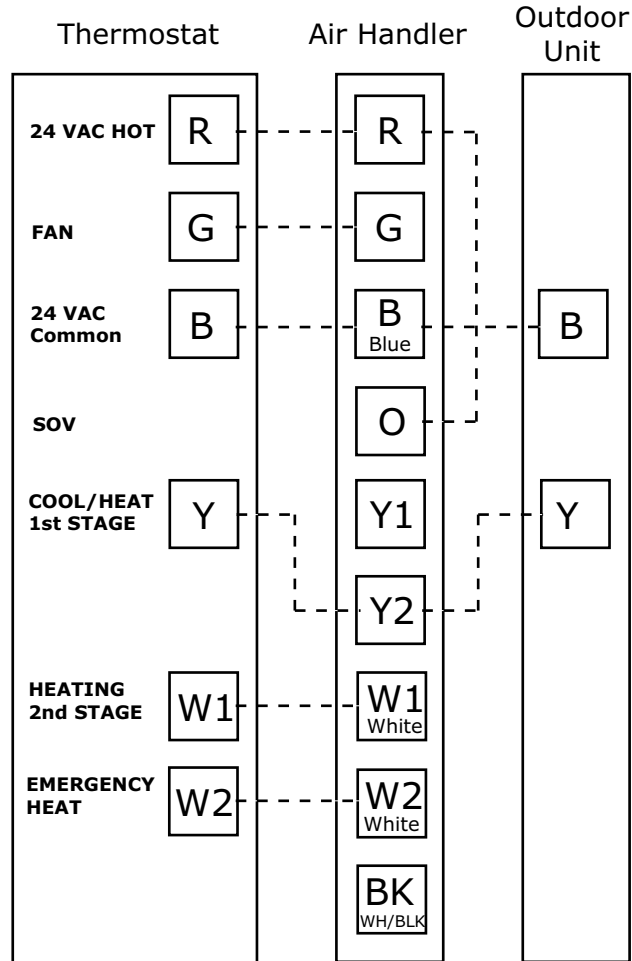 Thermostat
Air Handler
Outdoor
Unit
24 VAC HOT
R
R
FAN
G
G
24 VAC
Common
B
B
Blue
B
SOV
O
COOL/HEAT
1st STAGE
Y
Y1
Y
Y2
HEATING
2nd STAGE
W1
W1
White
EMERGENCY
HEAT
W2
W2
White
BK
WH/BLK